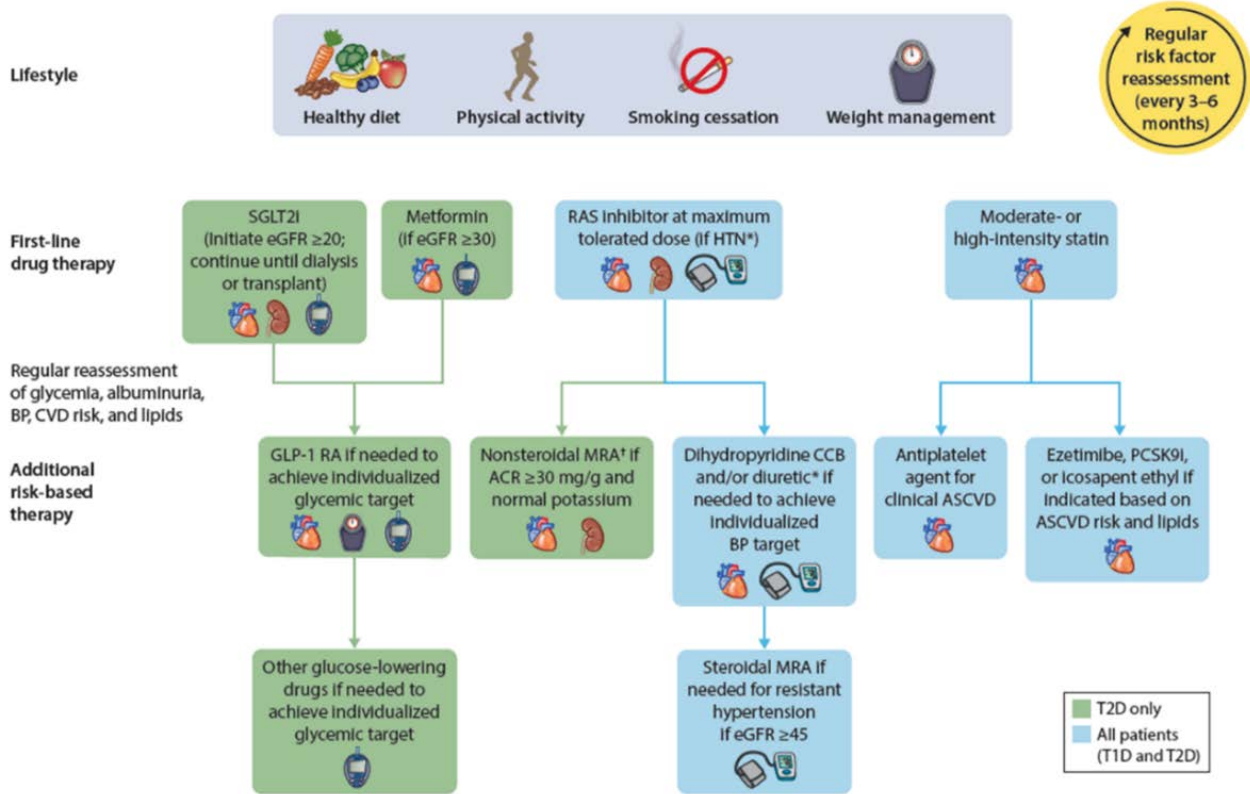 Lifestyle
Healthy diet
Physical activity
Smoking cessation
Weight management
Regular
risk factor
reassessment
(every 3–6
months)
First-line
drug therapy
SGLT2i
(Initiate eGFR ≥20;
continue until dialysis
or transplant)
Metformin
(if eGFR ≥30)
RAS inhibitor at maximum
tolerated dose (if HTN*)
Moderate- or
high-intensity statin
Regular reassessment
of glycemia, albuminuria,
BP, CVD risk, and lipids
Additional
risk-based
therapy
GLP-1 RA if needed to
achieve individualized
glycemic target
Nonsteroidal MRA† if
ACR ≥30 mg/g and
normal potassium
Dihydropyridine CCB
and/or diuretic* if
needed to achieve
individualized
BP target
Antiplatelet
agent for
clinical ASCVD
Ezetimibe, PCSK9i,
or icosapent ethyl if
indicated based on
ASCVD risk and lipids
Other glucose-lowering
drugs if needed to
achieve individualized
glycemic target
Steroidal MRA if
needed for resistant
hypertension
if eGFR ≥45
T2D only
All patients
(T1D and T2D)